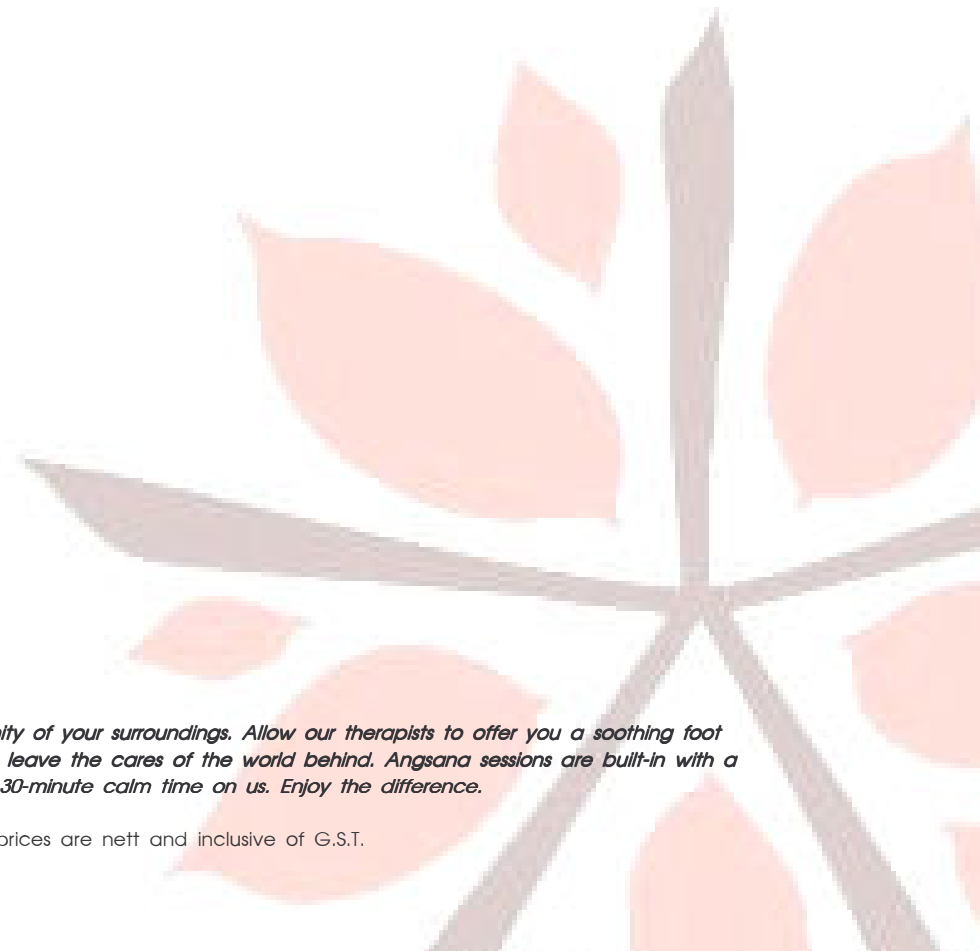 ity of your surroundings. Allow our therapists to offer you a soothing foot
leave the cares of the world behind. Angsana sessions are built-in with a
30-minute calm time on us. Enjoy the difference.
prices are nett and inclusive of G.S.T.